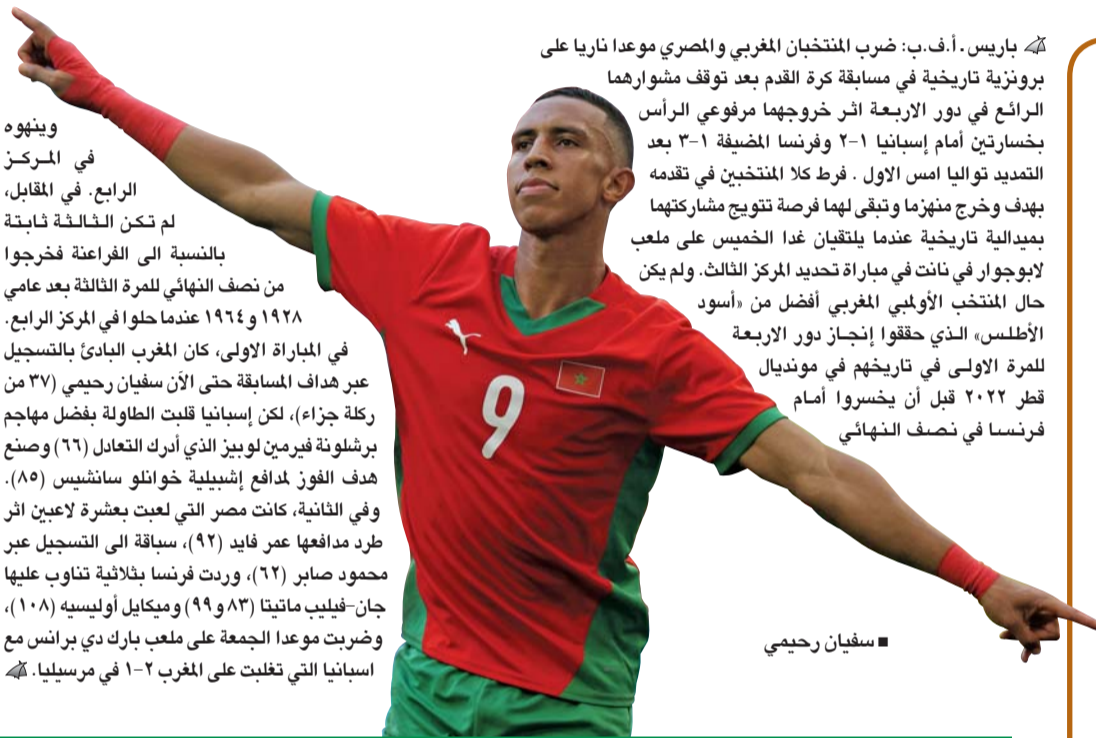 باريس ـ أ.ف.ب: ضرب المنتخبان المغربي والمصري موعدا ناريا على
برونزية تاريخية في مسابقة كرة القدم بعد توقف مشوارهما
الرائع في دور الاربعة اثر خروجهما مرفوعي الرأس
بخسارتين أمام إسبانيا ١-٢ وفرنسا المضيفة ١-٣ بعد
التمديد تواليا امس الاول . فرط كلا المنتخبين في تقدمه
بهدف وخرج منهزما وتبقى لهما فرصة تتويج مشاركتهما
بميدالية تاريخية عندما يلتقيان غدا الخميس على ملعب
لابوجوار في نانت في مباراة تحديد المركز الثالث. ولم يكن
حال المنتخب الأولمبي المغربي أفضل من «أسود
الأطلس» الذي حققوا إنجاز دور الاربعة
للمرة الاولى في تاريخهم في مونديال
قطر ٢٠٢٢ قبل أن يخسروا أمام
فرنسا في نصف النهائي
وينهوه
في المركز
الرابع. في المقابل،
لم تكن الثالثة ثابتة
بالنسبة الى الفراعنة فخرجوا
من نصف النهائي للمرة الثالثة بعد عامي
١٩٢٨ و١٩٦٤ عندما حلوا في المركز الرابع.
في المباراة الاولى، كان المغرب البادئ بالتسجيل
عبر هداف المسابقة حتى الآن سفيان رحيمي (٣٧ من
ركلة جزاء)، لكن إسبانيا قلبت الطاولة بفضل مهاجم
برشلونة فيرمين لوبيز الذي أدرك التعادل (٦٦) وصنع
هدف الفوز لمدافع إشبيلية خوانلو سانشيس (٨٥).
وفي الثانية، كانت مصر التي لعبت بعشرة لاعبين اثر
طرد مدافعها عمر فايد (٩٢)، سباقة الى التسجيل عبر
محمود صابر (٦٢)، وردت فرنسا بثلاثية تناوب عليها
جان-فيليب ماتيتا (٨٣ و٩٩) وميكايل أوليسيه (١٠٨)،
وضربت موعدا الجمعة على ملعب بارك دي برانس مع
اسبانيا التي تغلبت على المغرب ٢-١ في مرسيليا.
9
■ سفيان رحيمي